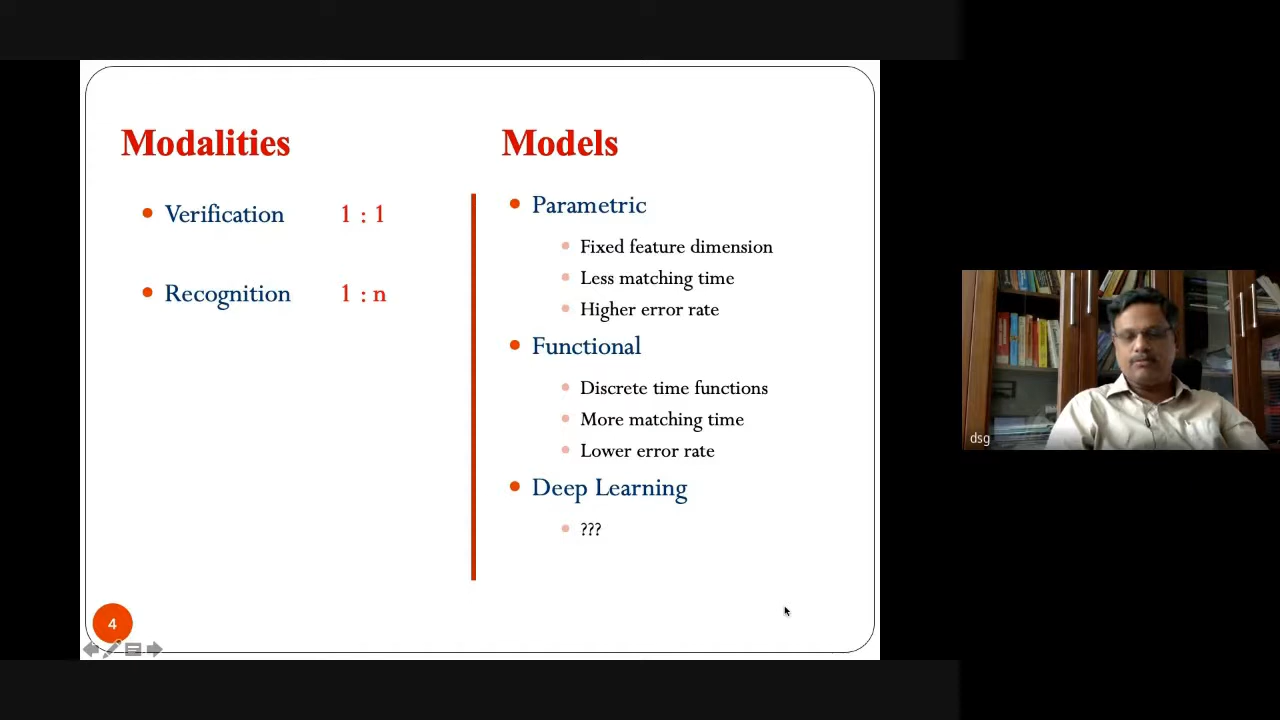 Modalities
Verification 1 : 1
Recognition 1 : n
Models
Parametric
Fixed feature dimension
Less matching time
Higher error rate
Functional
Discrete time functions
More matching time
Lower error rate
Deep Learning
???
4
dsg